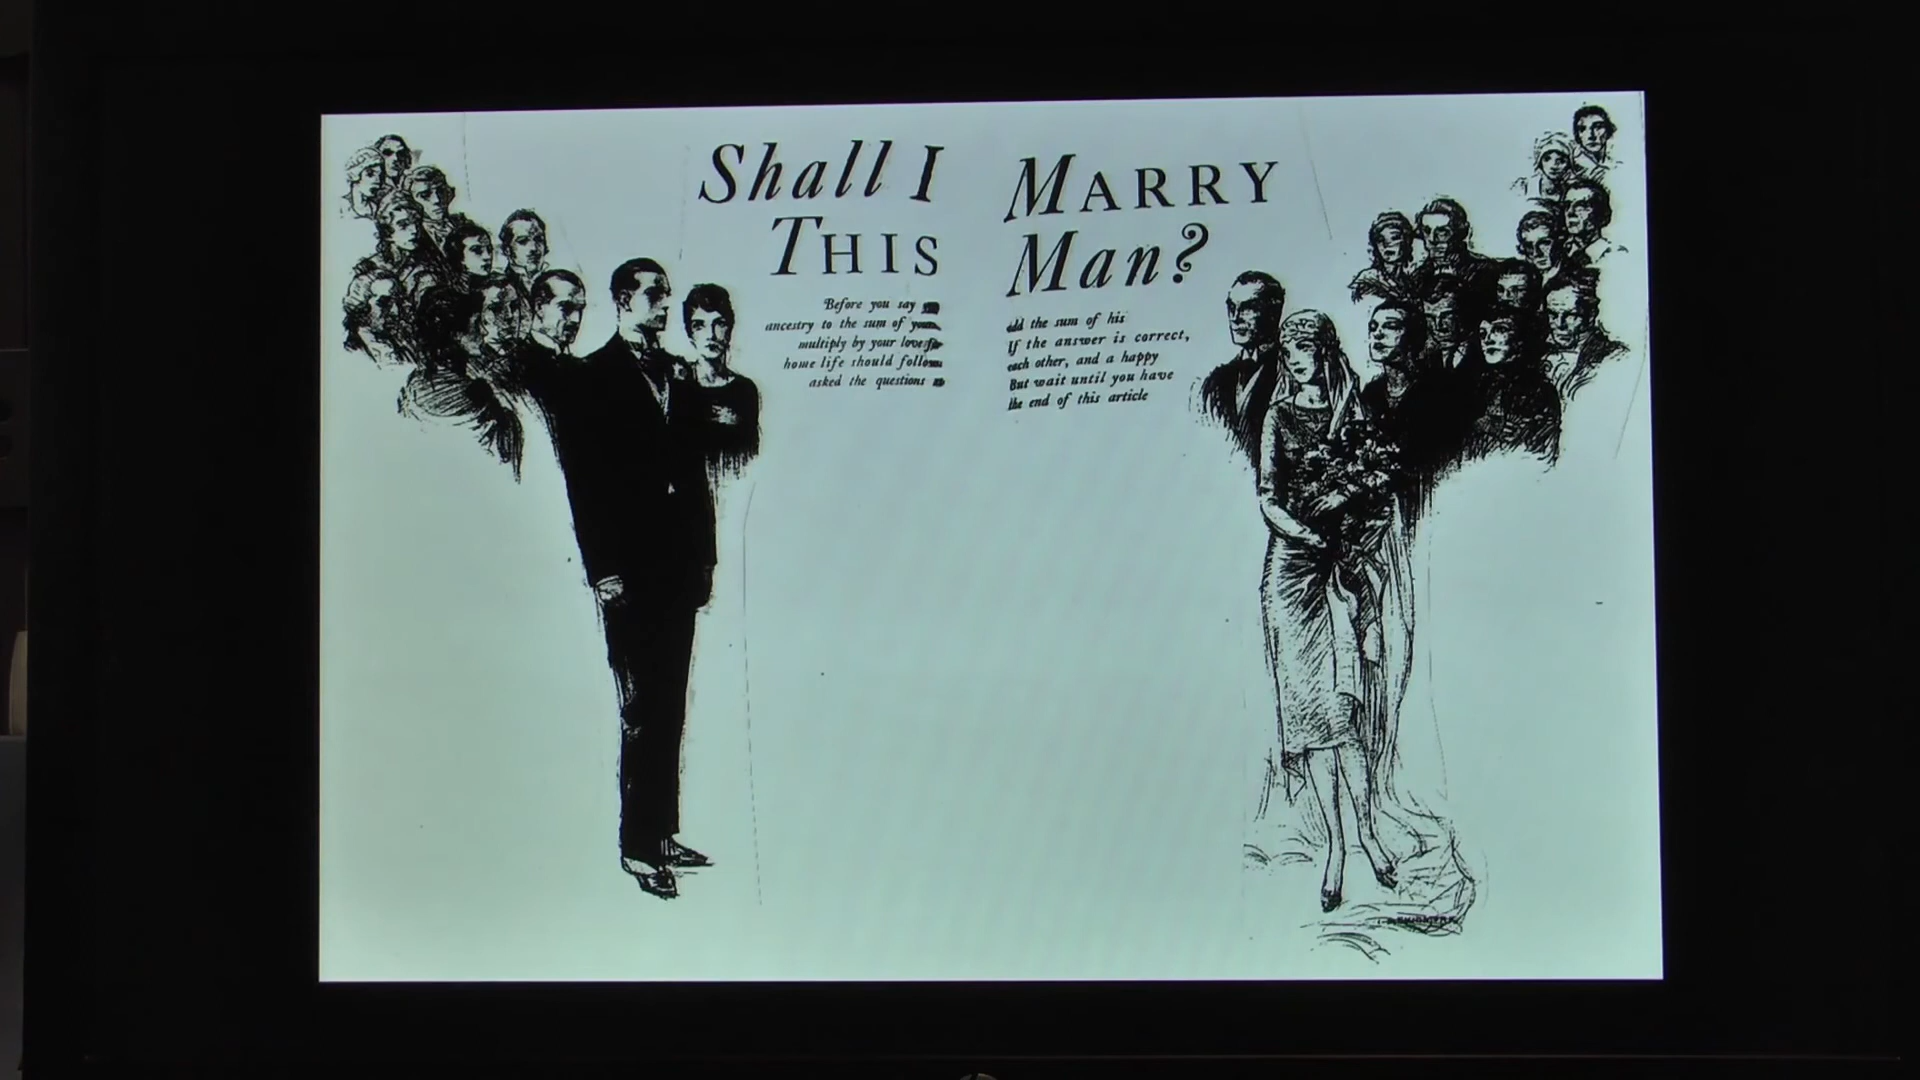 Shall I MARRY
THIS Man?
Before you say add the sum of his
ancestry to the sum of If the answer is correct,
multiply by your love each other, and a happy
home life should follow But wait until you have
asked the questions the end of this article